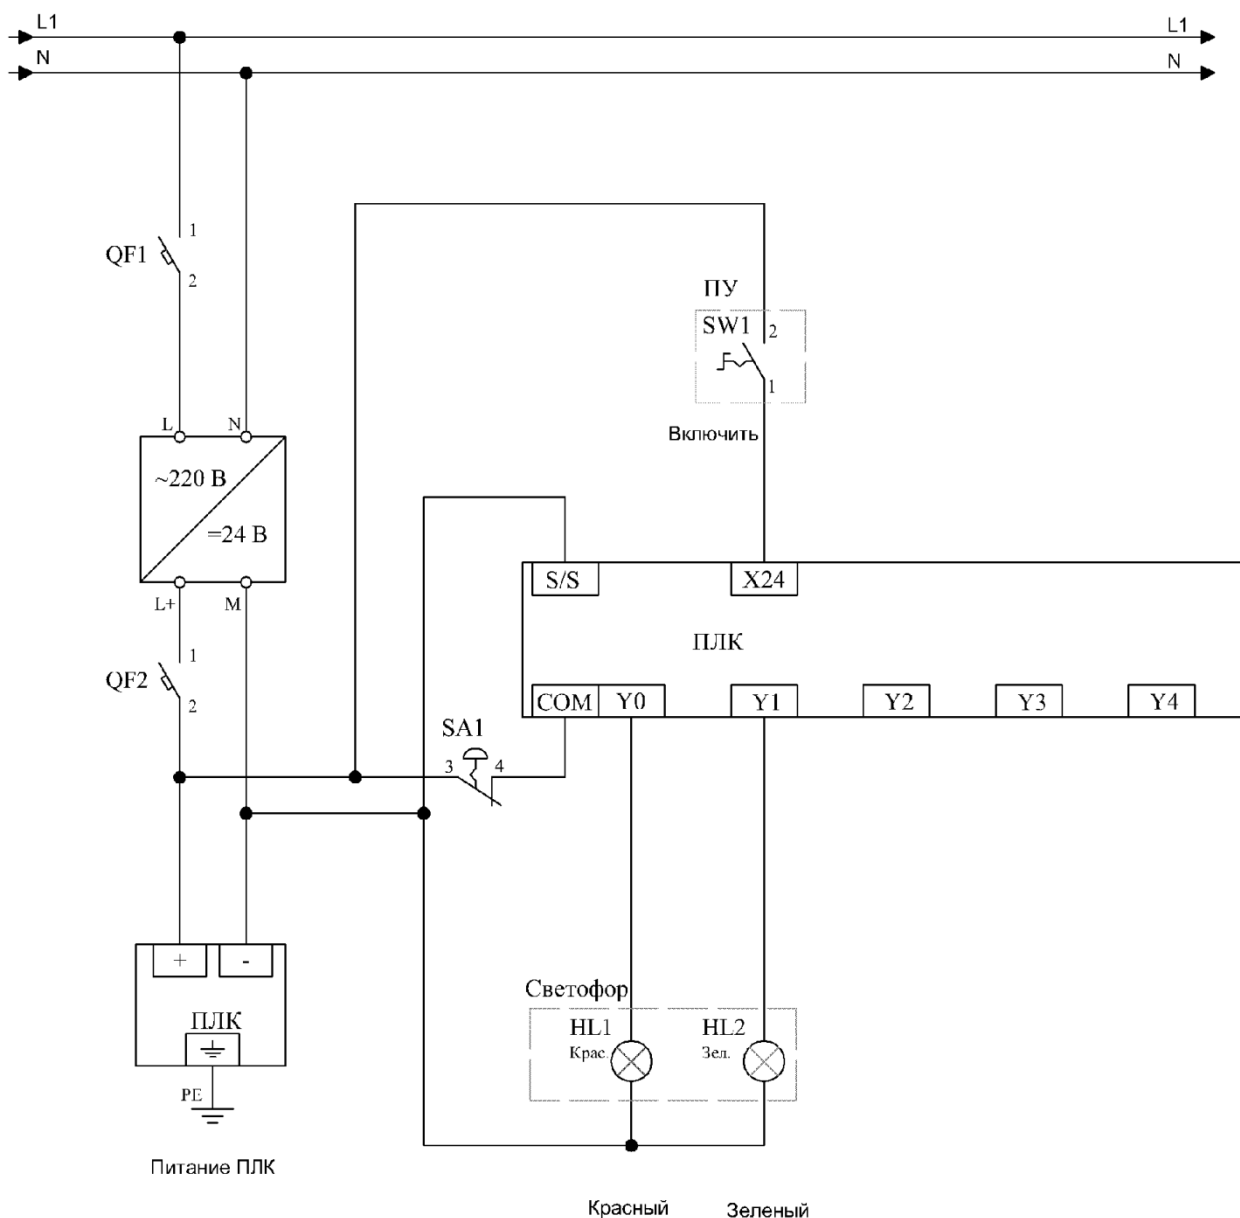 L1
L1
N
N
1
QF1
2
ПУ
SW1
2
1
Включить
L
N
~220 В
=24 В
L+
M
S/S
X24
ПЛК
1
QF2
2
COM
Y0
Y1
Y2
Y3
Y4
SA1
3
4
+
-
ПЛК
PE
Светофор
HL1
Крас.
HL2
Зел.
Питание ПЛК
Красный
Зеленый